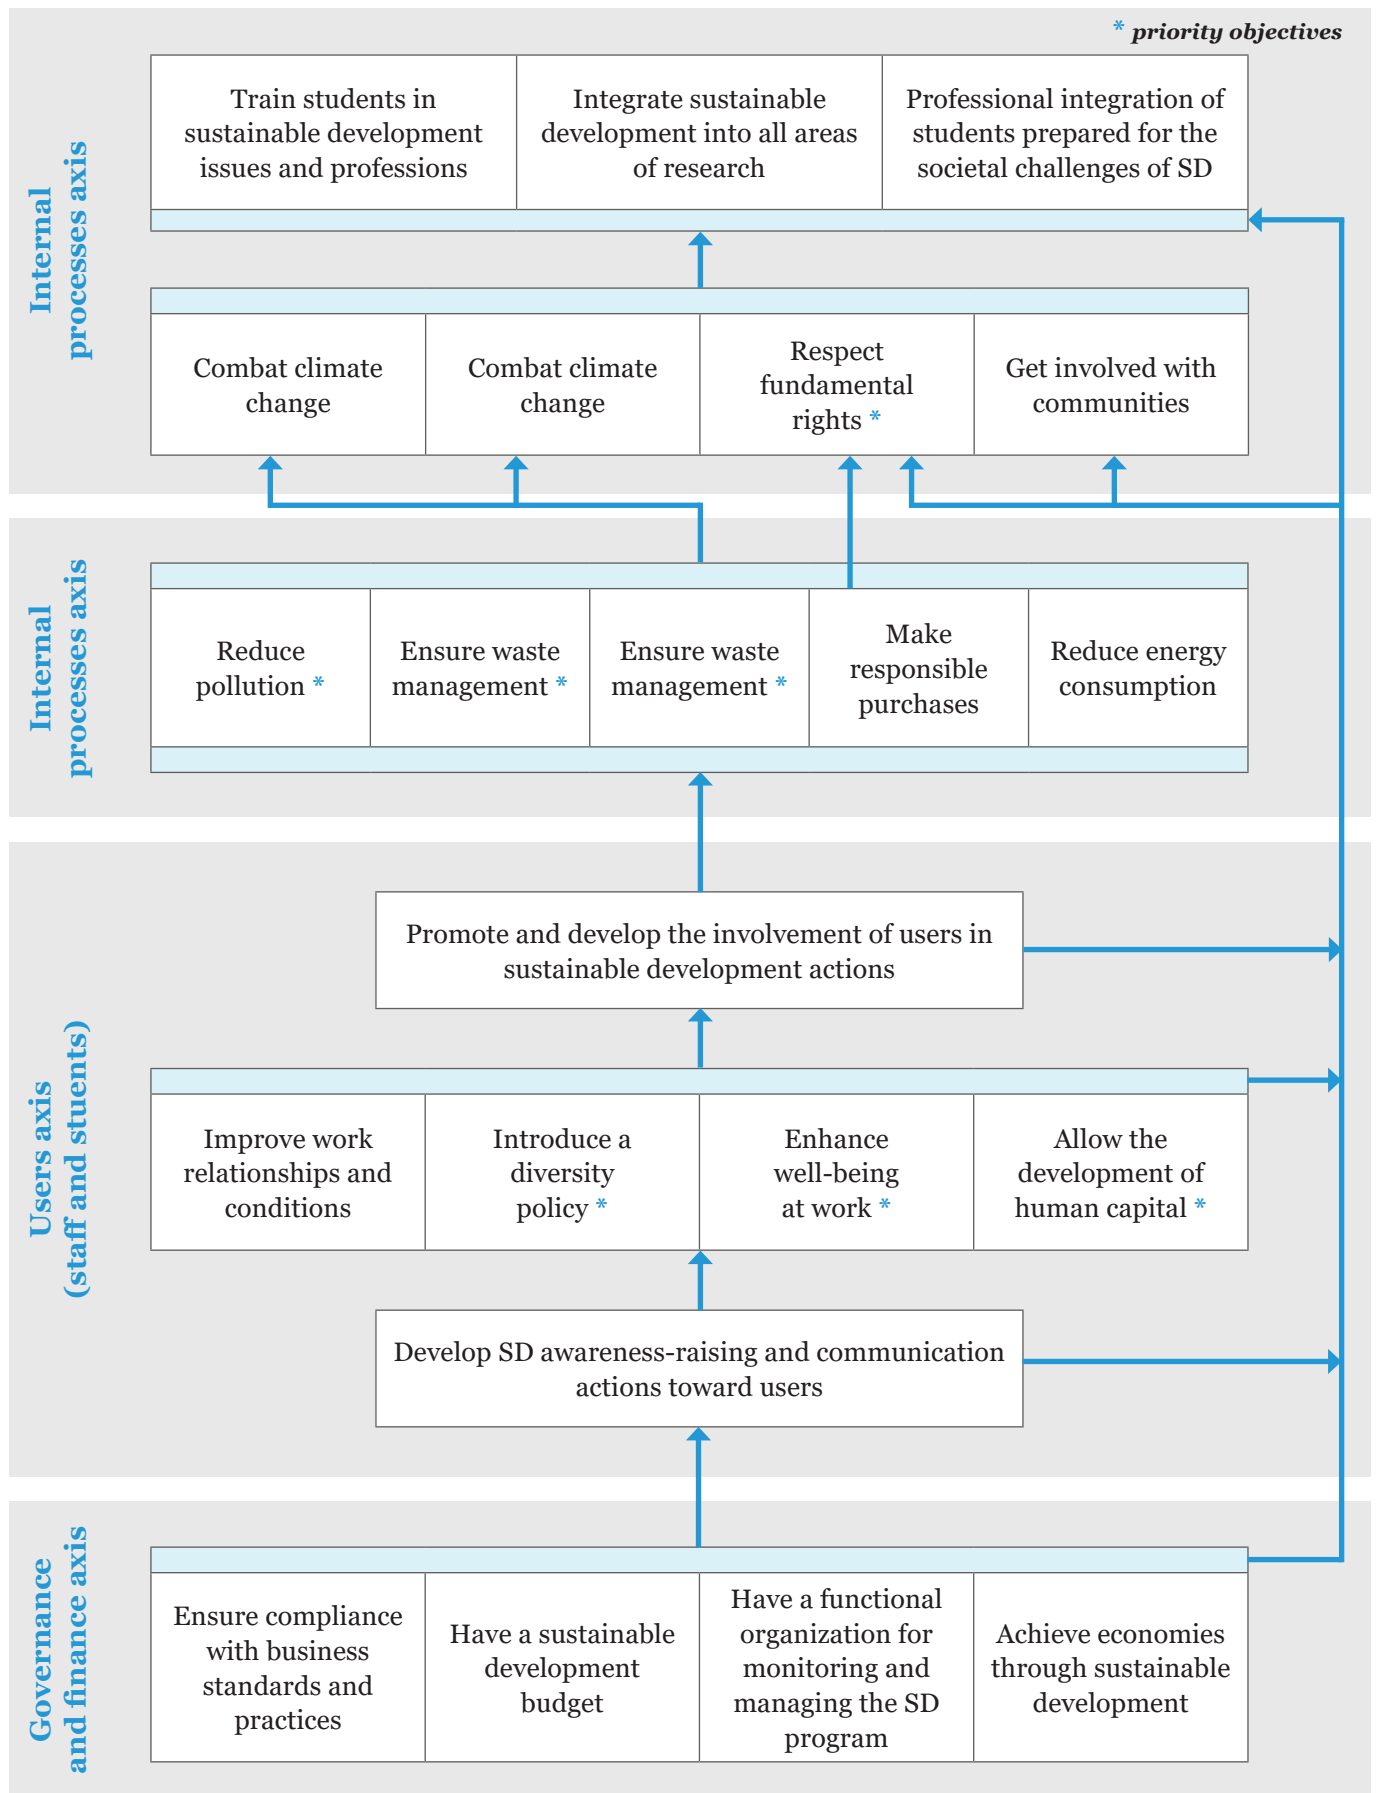 * priority objectives
Internal
processes axis
Train students in
sustainable development
issues and professions
Integrate sustainable
development into all areas
of research
Professional integration of
students prepared for the
societal challenges of SD
Combat climate
change
Combat climate
change
Respect
fundamental
rights *
Get involved with
communities
Internal
processes axis
Reduce
pollution *
Ensure waste
management *
Ensure waste
management *
Make
responsible
purchases
Reduce energy
consumption
Users axis
(staff and stuents)
Promote and develop the involvement of users in
sustainable development actions
Improve work
relationships and
conditions
Introduce a
diversity
policy *
Enhance
well-being
at work *
Allow the
development of
human capital *
Develop SD awareness-raising and communication
actions toward users
Governance
and finance axis
Ensure compliance
with business
standards and
practices
Have a sustainable
development
budget
Have a functional
organization for
monitoring and
managing the SD
program
Achieve economies
through sustainable
development